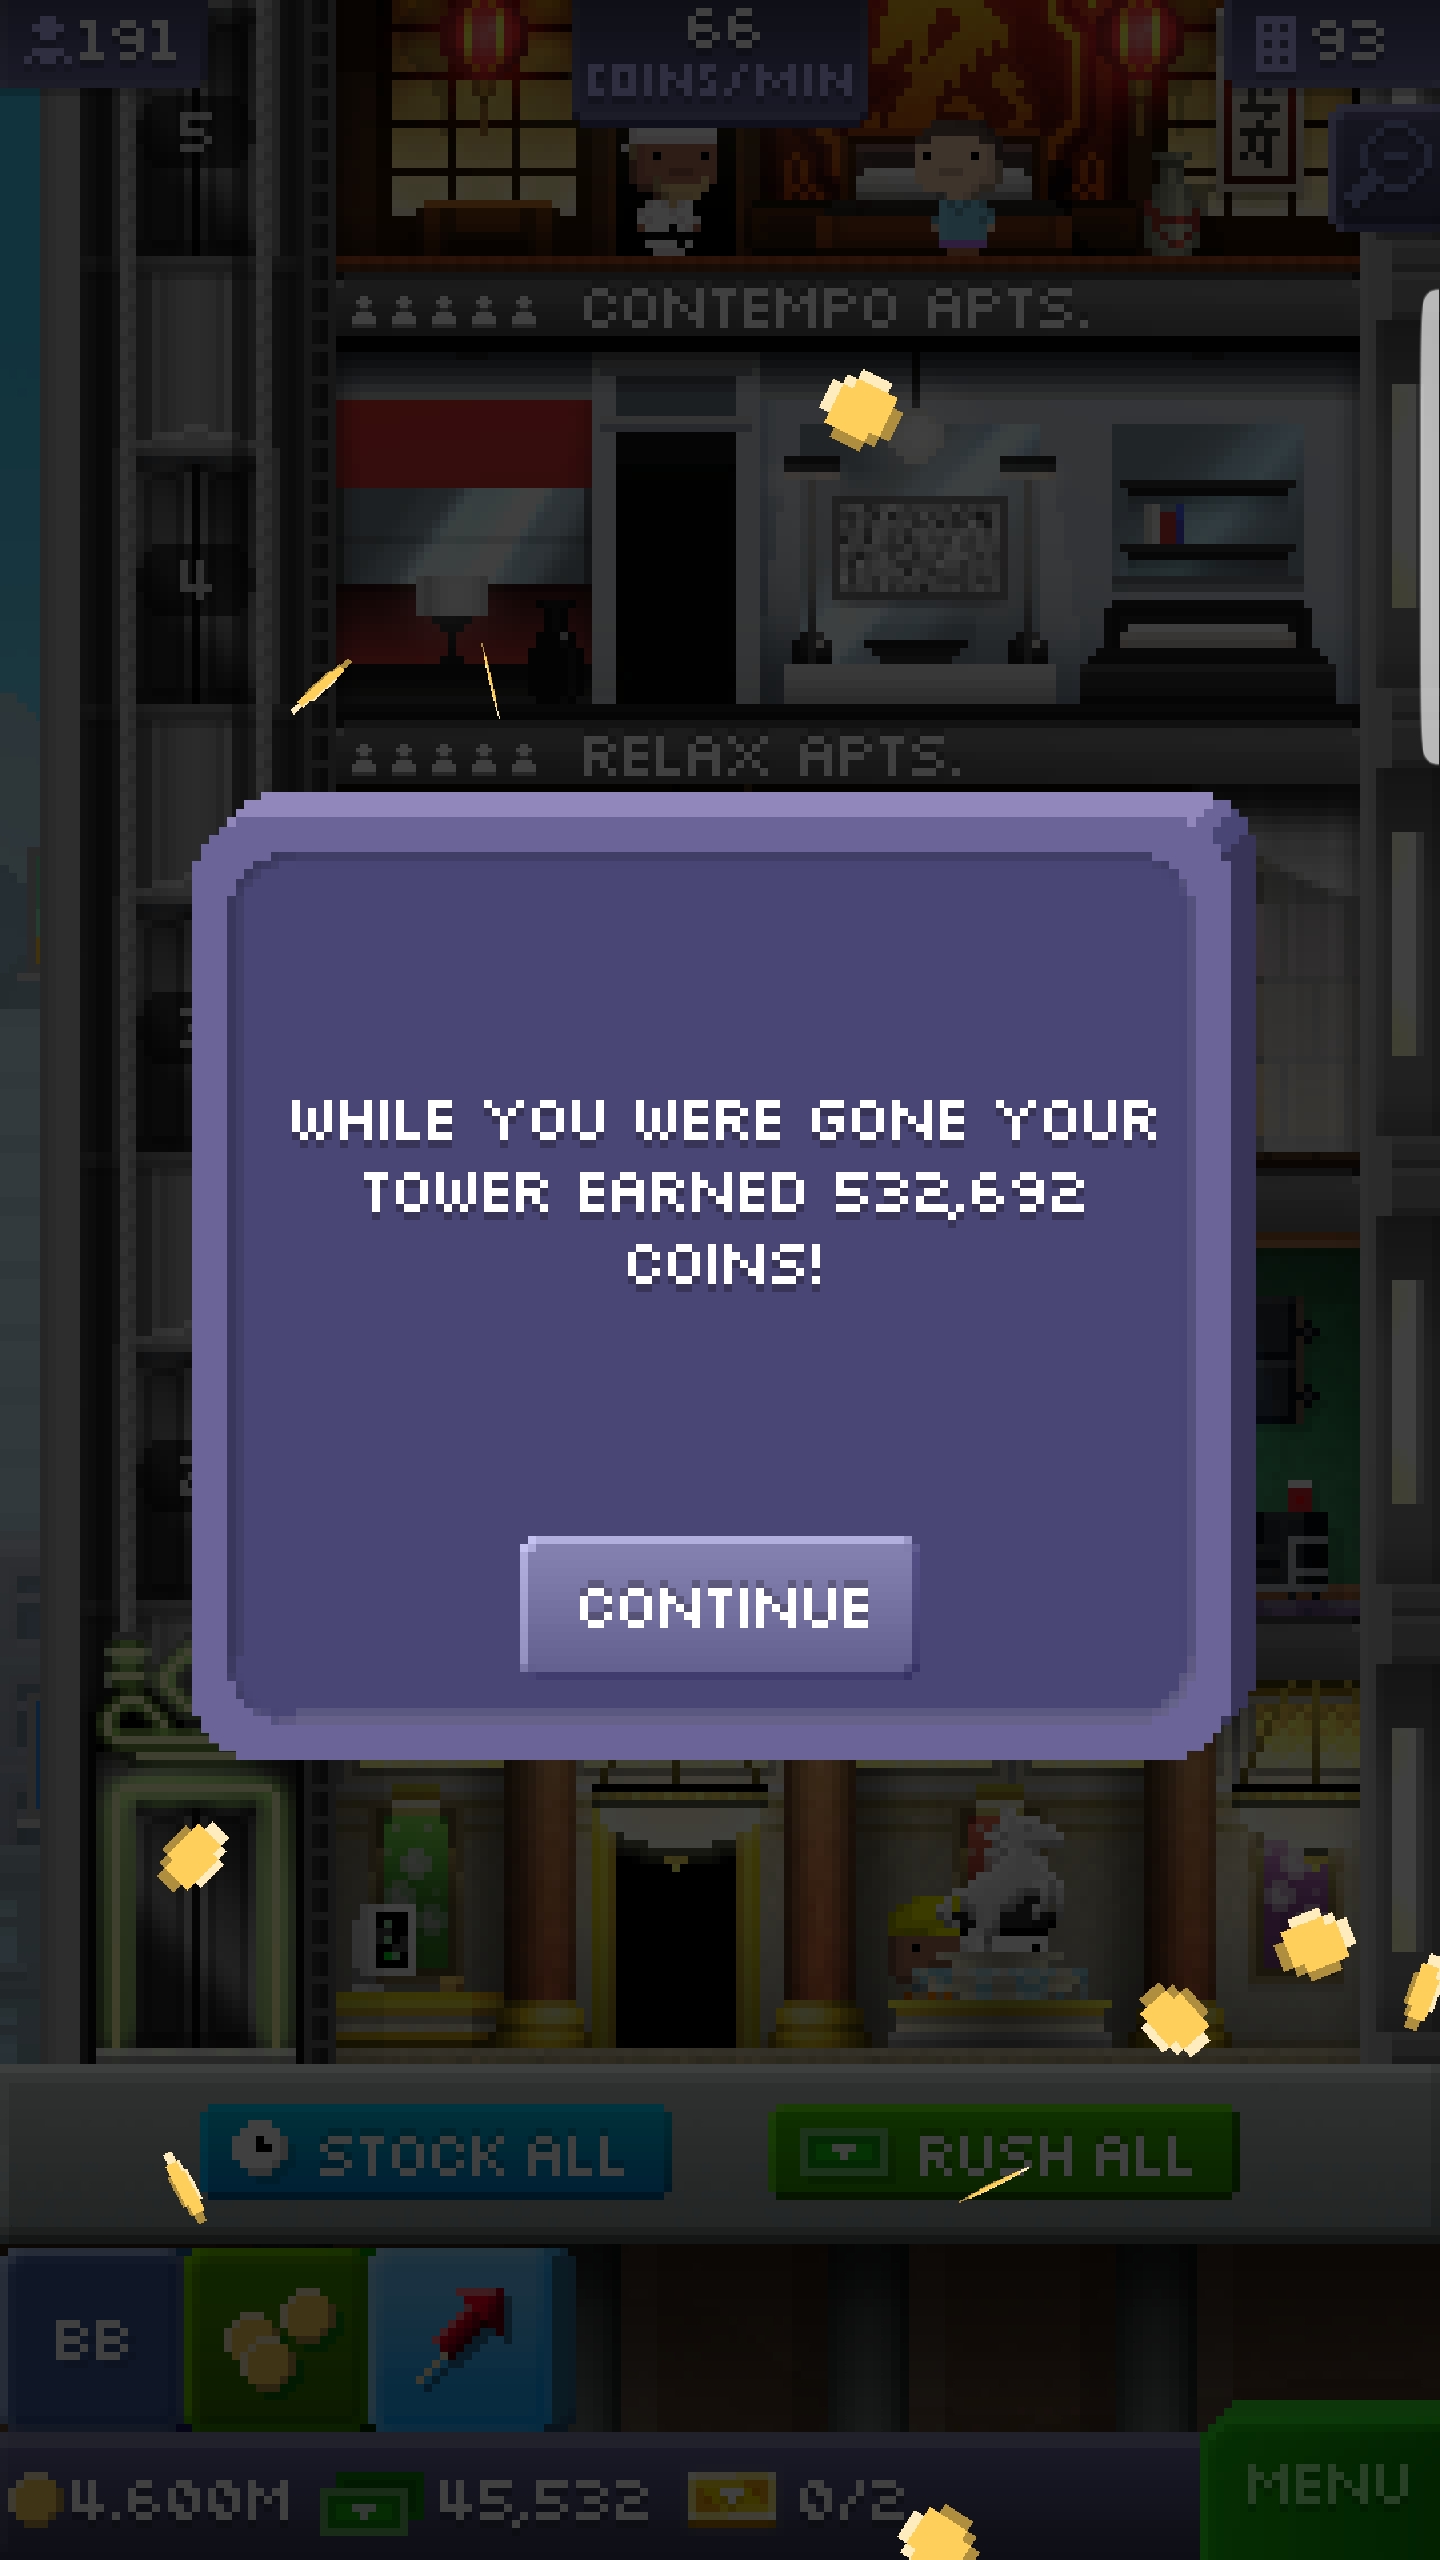 191
66
COINS/MIN
93
5
CONTEMPO APTS.
4
RELAX APTS.
WHILE YOU WERE GONE YOUR
TOWER EARNED 532,692
COINS!
CONTINUE
STOCK ALL
RUSH ALL
BB
4.600M
45,532
0/2
MENU